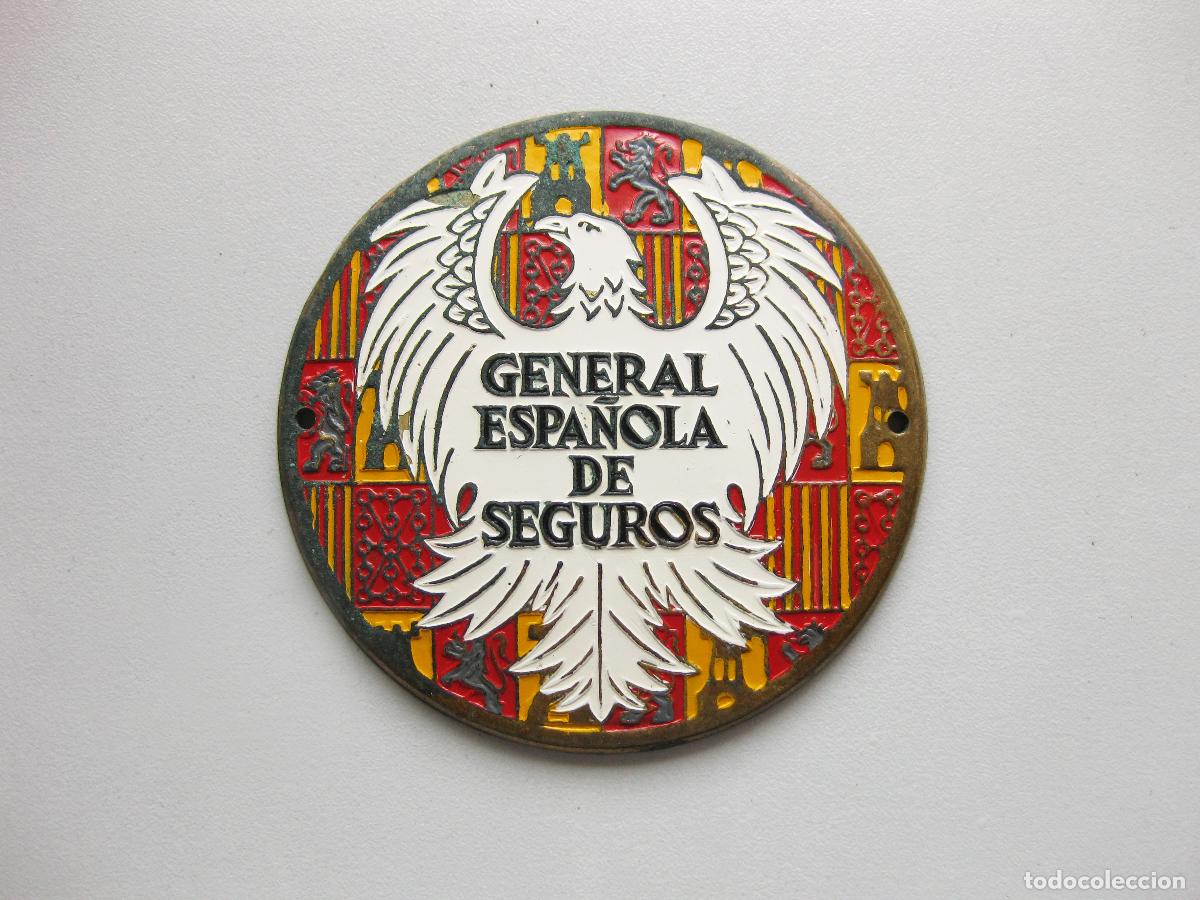 GENERAL
ESPAÑOLA
DE
SEGUROS
todocoleccion